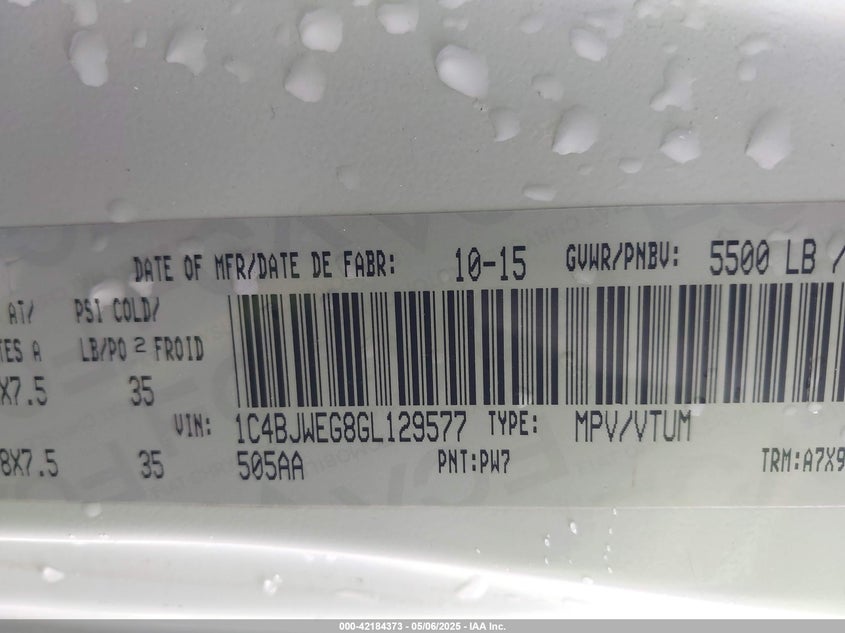 DATE OF MFR/DATE DE FABR: 10-15 GVWR/PNBV: 5500 LB /
AT/ PSI COLD/
TES A LB/PO 2 FROID
X7.5 35
VIN: 1C4BJWEG8GL129577 TYPE: MPV/VTUM
8X7.5 35 505AA PNT:PW7 TRM:A7X9
000-42184373 - 05/06/2025 - IAA Inc.